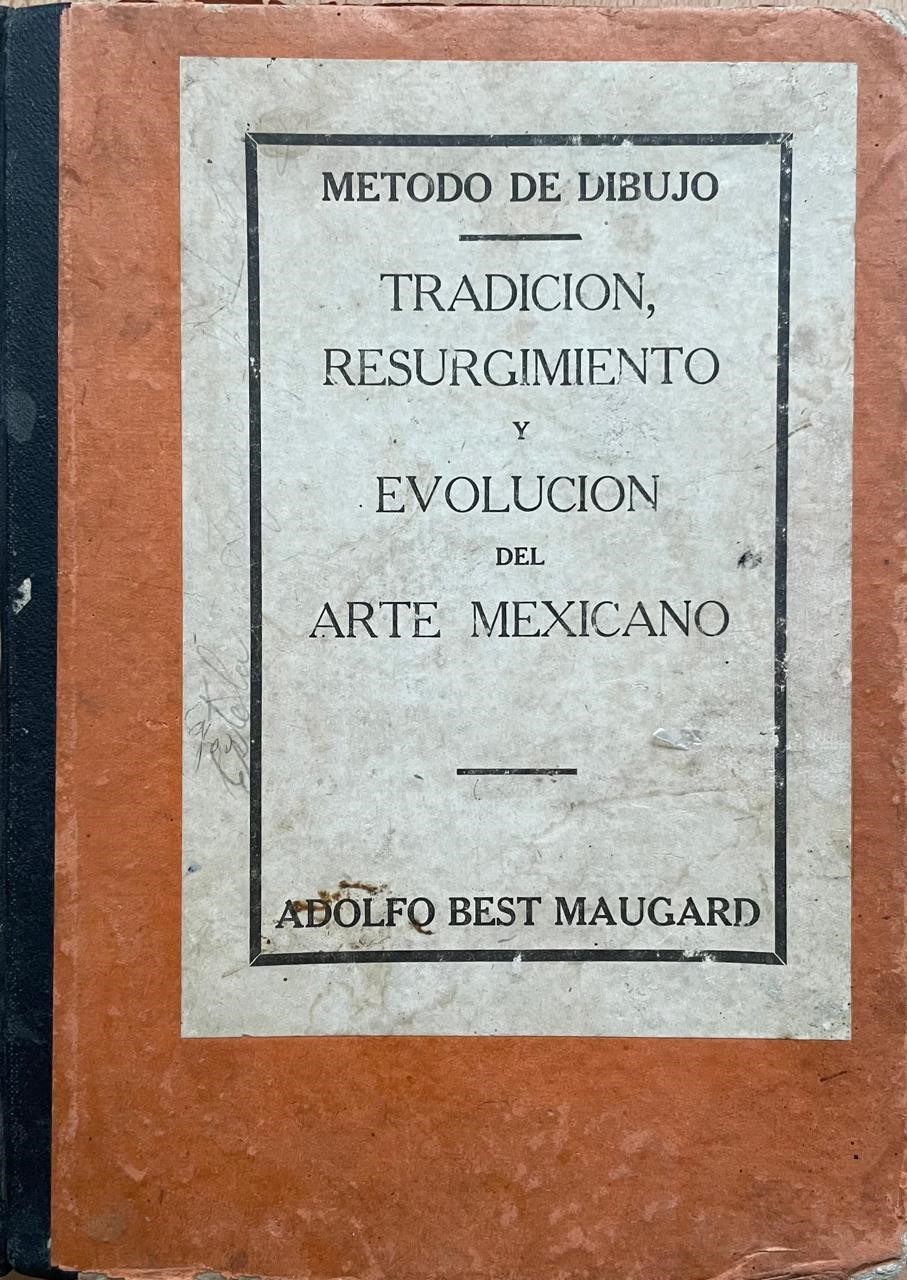 METODO DE DIBUJO
TRADICION,
RESURGIMIENTO
Y
EVOLUCION
DEL
ARTE MEXICANO
ADOLFO BEST MAUGARD